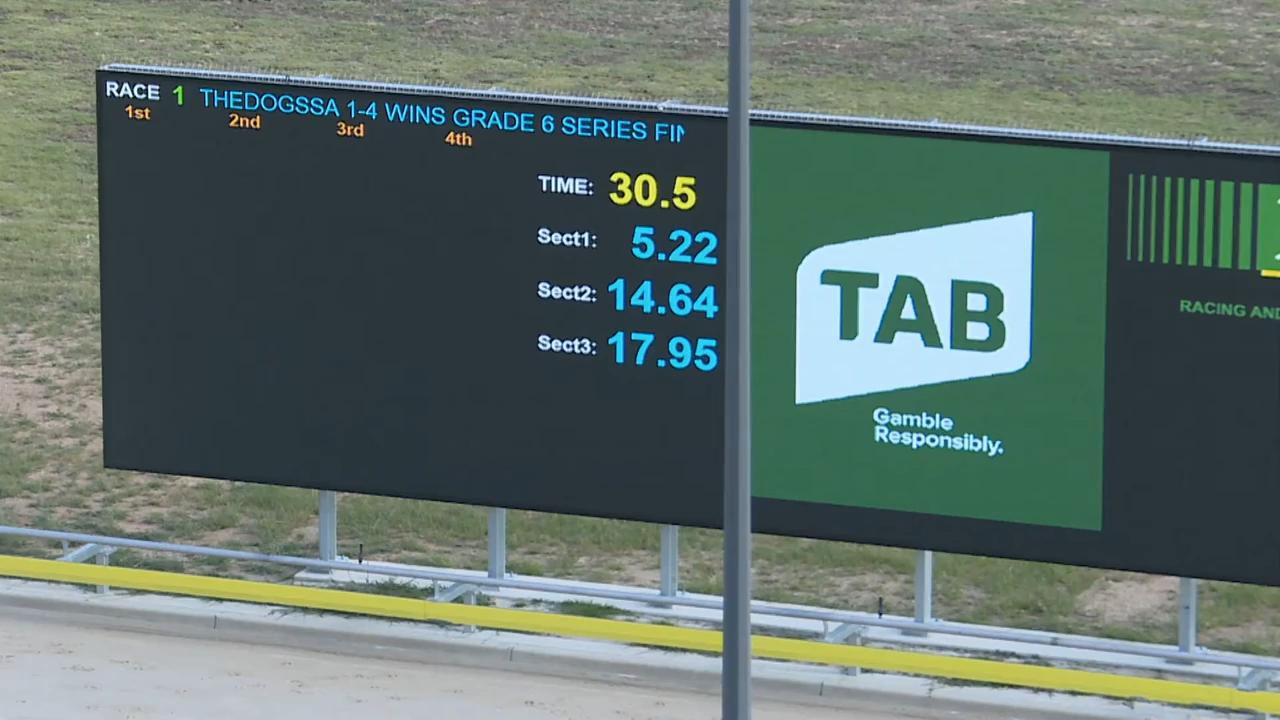 RACE 1 THEDOGSSA 1-4 WINS GRADE 6 SERIES
1st 2nd 3rd 4th
TIME: 30.5
Sect1: 5.22
Sect2: 14.64
Sect3: 17.95
TAB
Gamble
Responsibly.
RACING AND